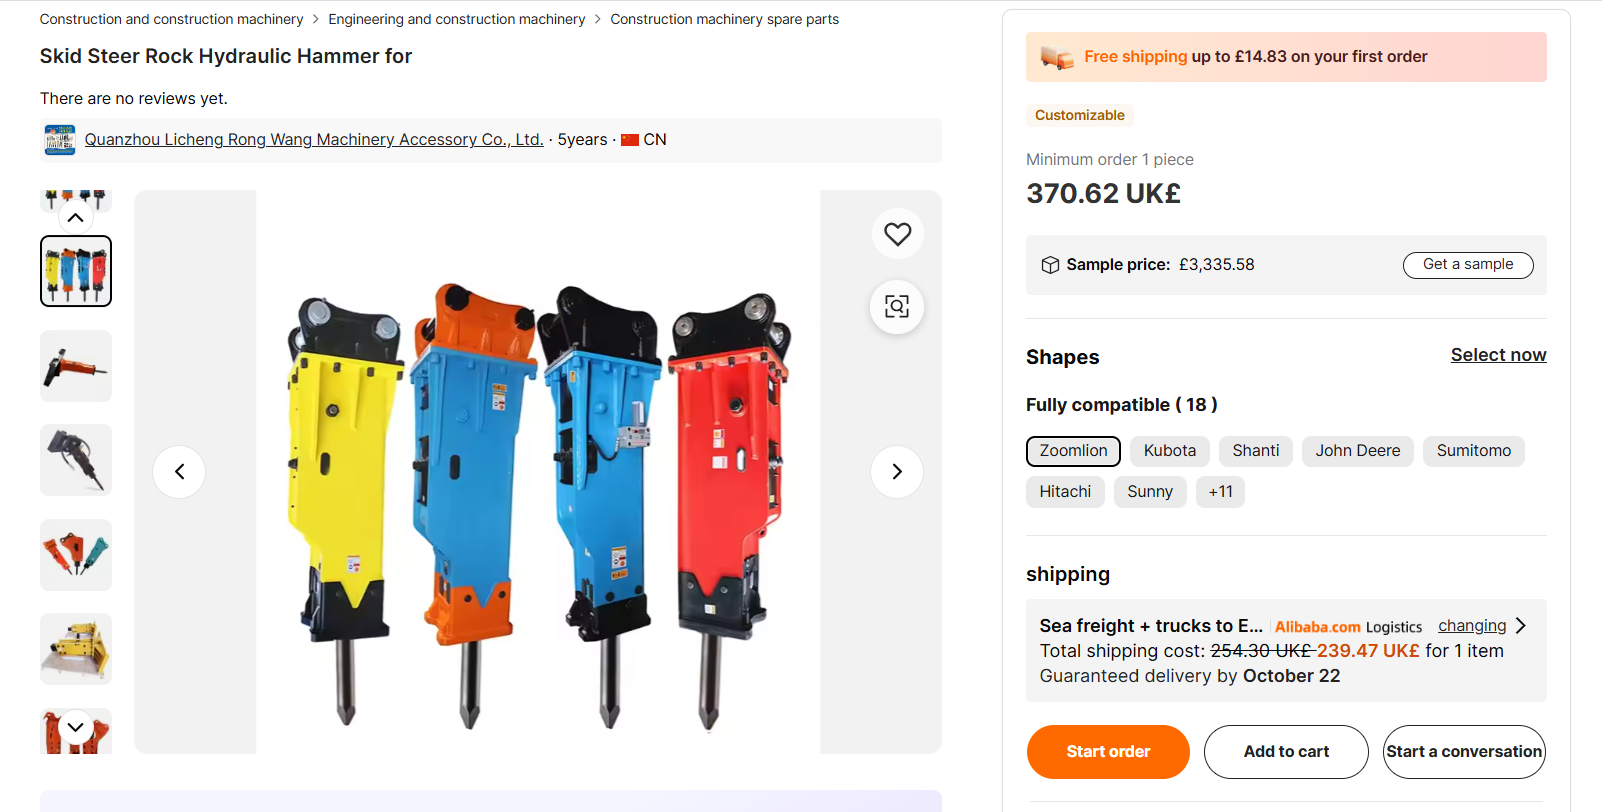 Construction and construction machinery > Engineering and construction machinery > Construction machinery spare parts
Skid Steer Rock Hydraulic Hammer for
There are no reviews yet.
Quanzhou Licheng Rong Wang Machinery Accessory Co., Ltd. · 5years · CN
Free shipping up to £14.83 on your first order
Customizable
Minimum order 1 piece
370.62 UK£
Sample price: £3,335.58
Get a sample
Shapes
Select now
Fully compatible ( 18 )
Zoomlion Kubota Shanti John Deere Sumitomo
Hitachi Sunny +11
shipping
Sea freight + trucks to E... Alibaba.com Logistics changing
Total shipping cost: 254.30 UK£ 239.47 UK£ for 1 item
Guaranteed delivery by October 22
Start order Add to cart Start a conversation